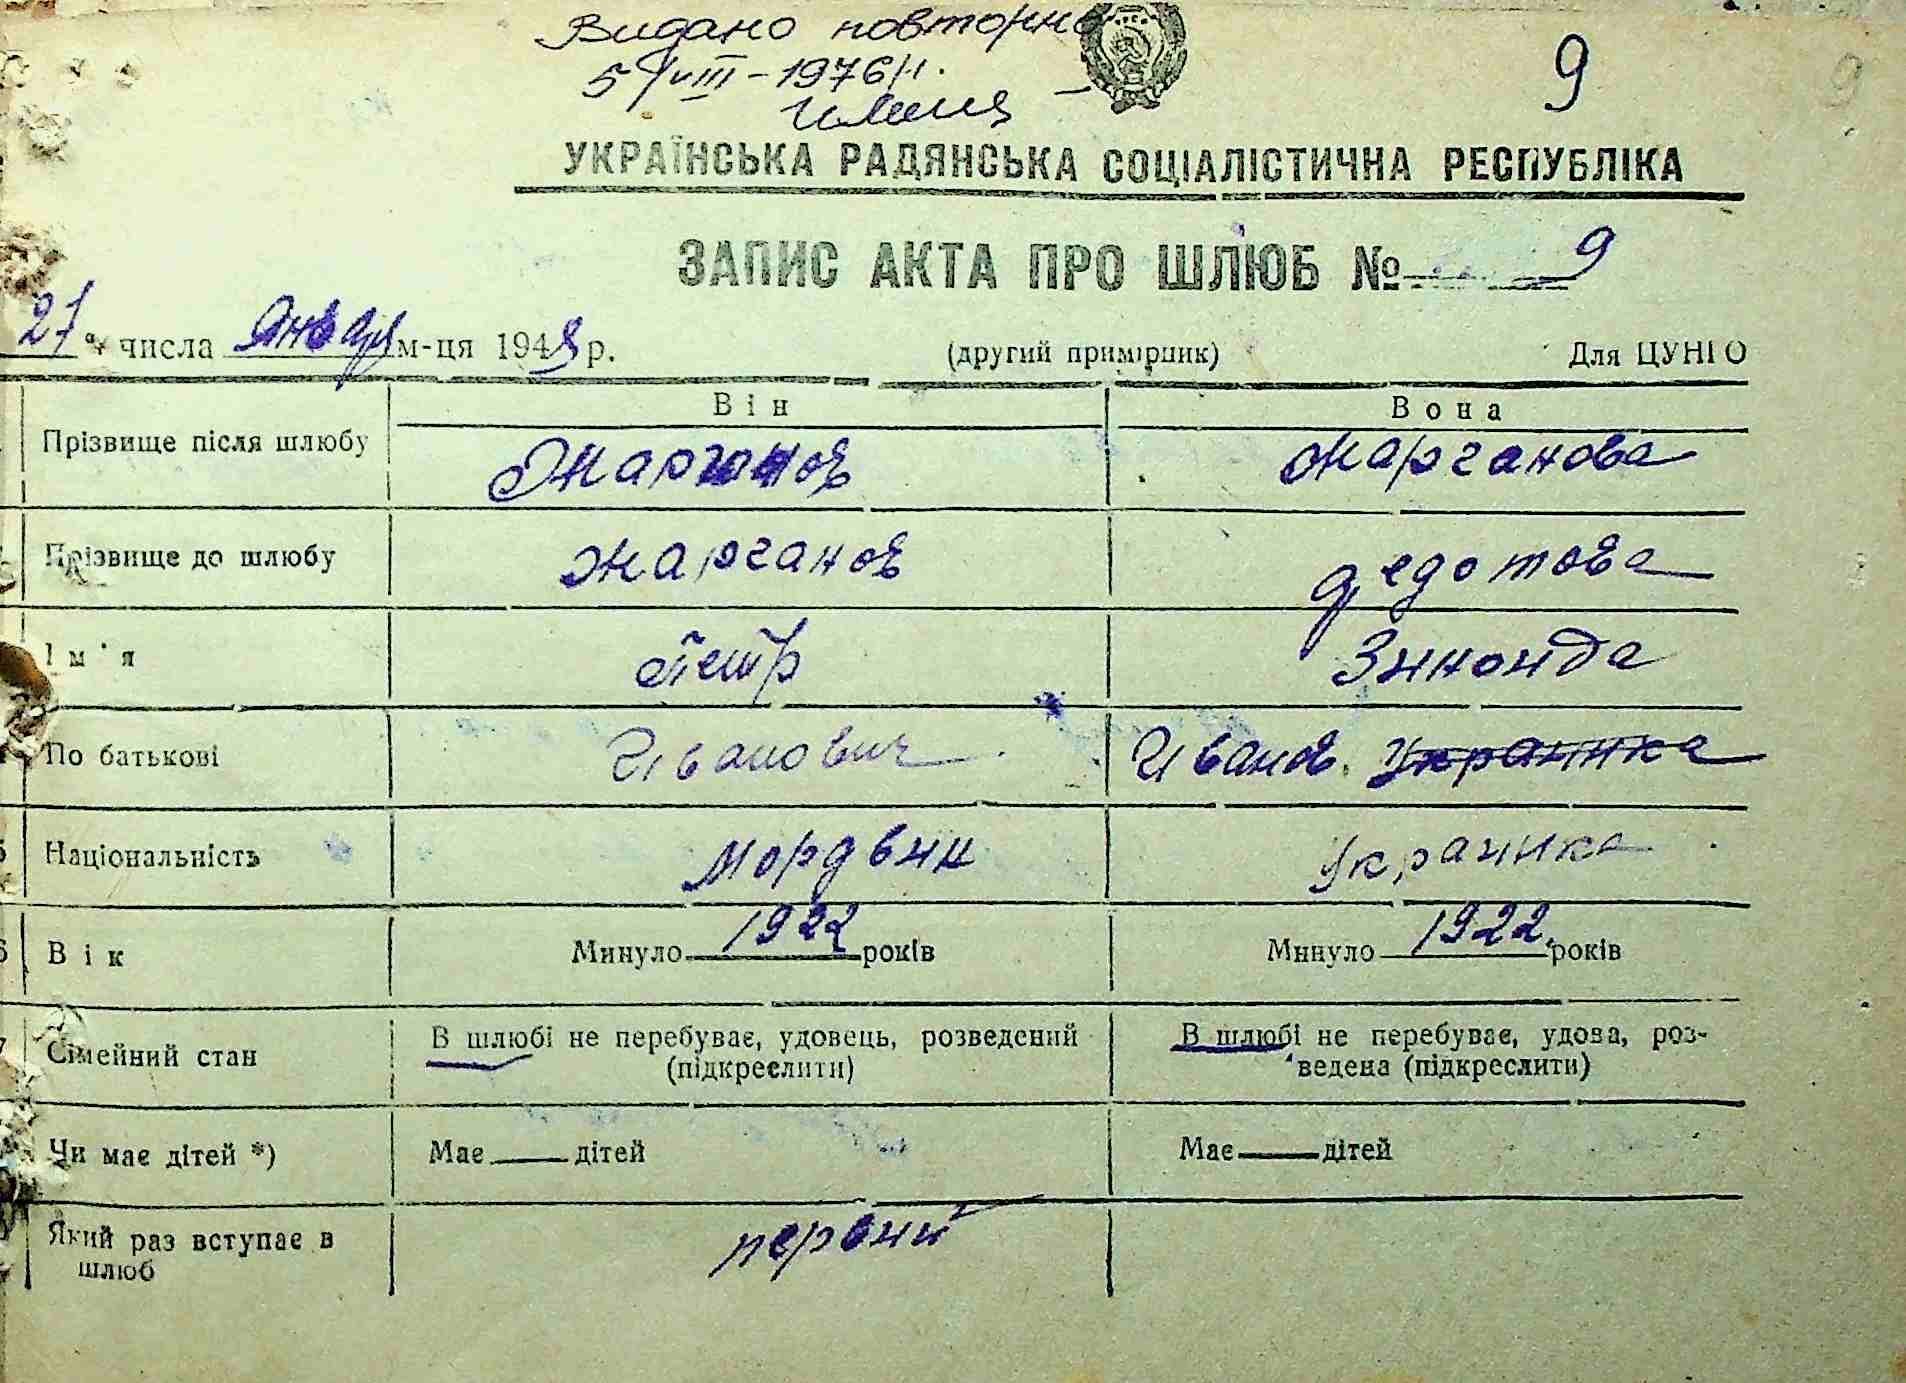 Видано повторно
5/VIII-1976 р.
9
УКРАЇНСЬКА РАДЯНСЬКА СОЦІАЛІСТИЧНА РЕСПУБЛІКА
ЗАПИС АКТА ПРО ШЛЮБ № 9
27 числа Января м-ця 1948 р. (другий примірник) Для ЦУНГО
Він Вона
Прізвище після шлюбу Жарганов Жарганова
Прізвище до шлюбу Жарганов Федотова
Ім'я Петр Зинаида
По батькові Иванович Иванов. Украинка
Національність Мордвин Украинка
Вік Минуло 1922 років Минуло 1922 років
Сімейний стан В шлюбі не перебуває, удовець, розведений В шлюбі не перебуває, удова, роз-
(підкреслити) ведена (підкреслити)
Чи має дітей *) Має — дітей Має — дітей
Який раз вступає в первый
шлюб